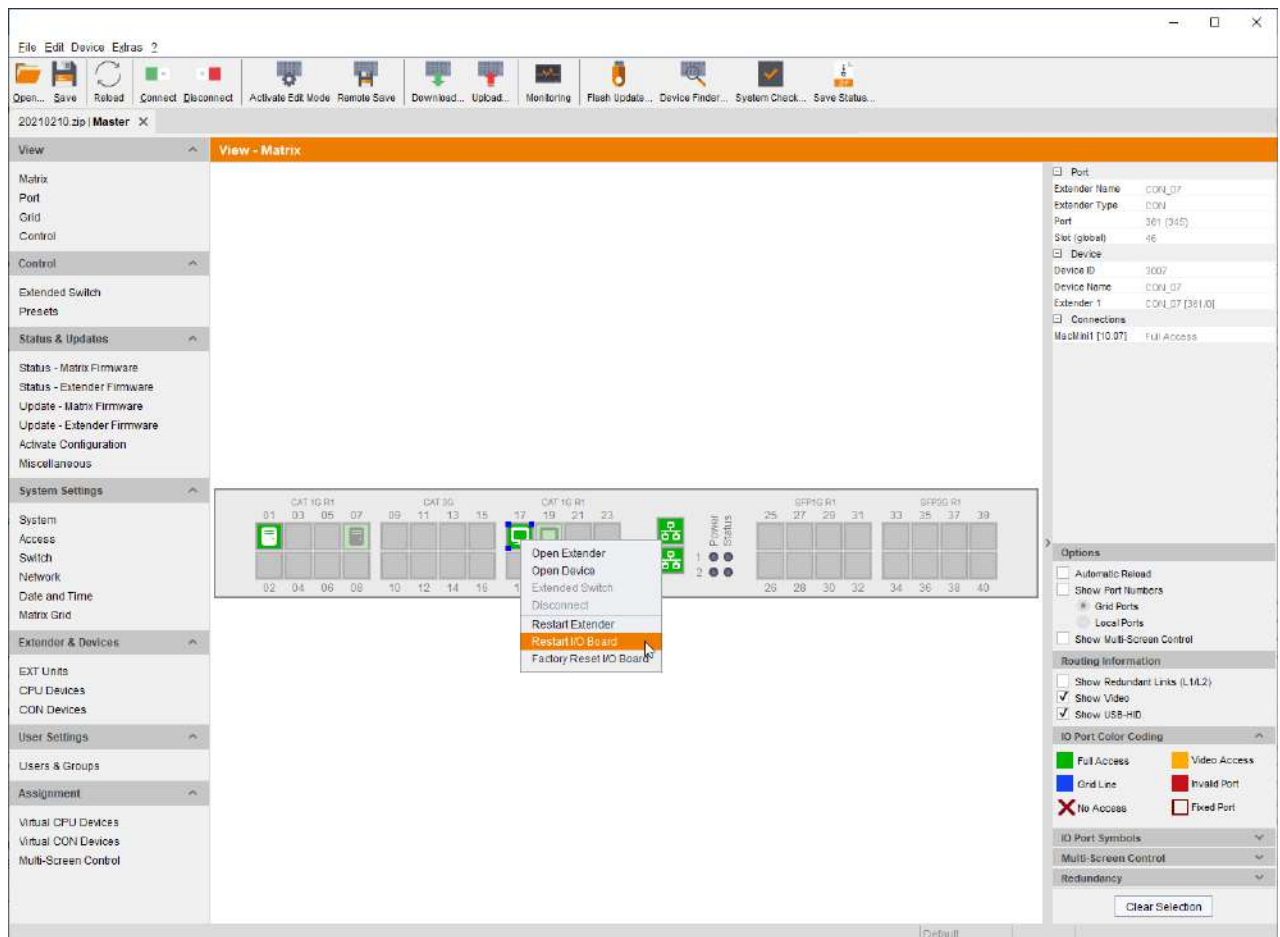 File Edit Device Extras ?
Open... Save Reload Connect Disconnect Activate Edit Mode Remote Save Download... Upload... Monitoring Flash Update... Device Finder... System Check... Save Status...
20210210.zip | Master
View
View - Matrix
Matrix
Port
Grid
Control
Control
Extended Switch
Presets
Status & Updates
Status - Matrix Firmware
Status - Extender Firmware
Update - Matrix Firmware
Update - Extender Firmware
Activate Configuration
Miscellaneous
System Settings
System
Access
Switch
Network
Date and Time
Matrix Grid
Extender & Devices
EXT Units
CPU Devices
CON Devices
User Settings
Users & Groups
Assignment
Virtual CPU Devices
Virtual CON Devices
Multi-Screen Control
CAT 1G R1 CAT 3G CAT 1G R1 SFP1G R1 SFP3G R1
01 03 05 07 09 11 13 15 17 19 21 23 25 27 29 31 33 35 37 39
Power
Status
1
2
02 04 06 08 10 12 14 16 26 28 30 32 34 36 38 40
Open Extender
Open Device
Extended Switch
Disconnect
Restart Extender
Restart I/O Board
Factory Reset I/O Board
Port
Extender Name CON_07
Extender Type CON
Port 361 (345)
Slot (global) 46
Device
Device ID 3007
Device Name CON_07
Extender 1 CON_07 [361/0]
Connections
MacMini1 [10.07] Full Access
Options
Automatic Reload
Show Port Numbers
Grid Ports
Local Ports
Show Multi-Screen Control
Routing Information
Show Redundant Links (L1/L2)
Show Video
Show USB-HID
IO Port Color Coding
Full Access Video Access
Grid Line Invalid Port
No Access Fixed Port
IO Port Symbols
Multi-Screen Control
Redundancy
Clear Selection
Default